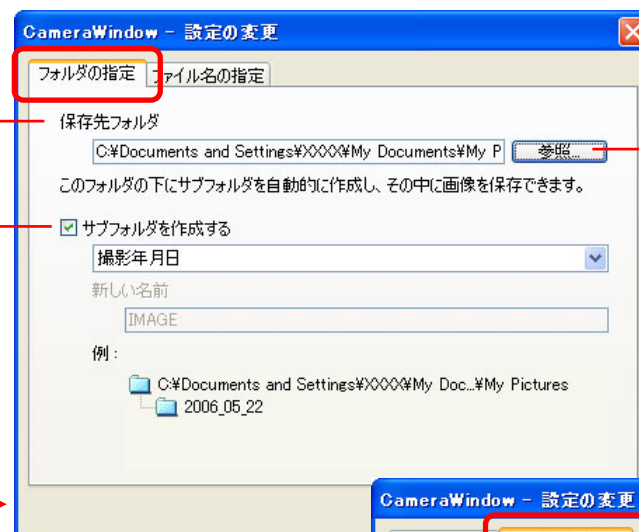 CameraWindow - 設定の変更
フォルダの指定
ファイル名の指定
保存先フォルダ
C:¥Documents and Settings¥XXXX¥My Documents¥My P
参照...
このフォルダの下にサブフォルダを自動的に作成し、その中に画像を保存できます。
サブフォルダを作成する
撮影年月日
新しい名前
IMAGE
例 :
C:¥Documents and Settings¥XXXX¥My Doc...¥My Pictures
2006_05_22
CameraWindow - 設定の変更